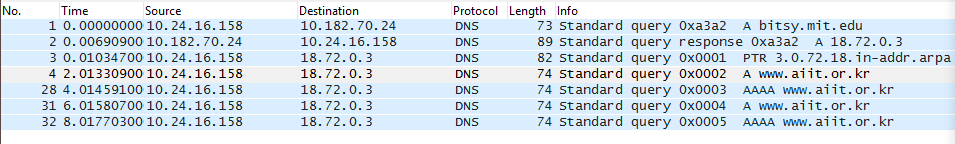 No. Time Source Destination Protocol Length Info
1 0.00000000 10.24.16.158 10.182.70.24 DNS 73 Standard query 0xa3a2 A bitsy.mit.edu
2 0.00690900 10.182.70.24 10.24.16.158 DNS 89 Standard query response 0xa3a2 A 18.72.0.3
3 0.01034700 10.24.16.158 18.72.0.3 DNS 82 Standard query 0x0001 PTR 3.0.72.18.in-addr.arpa
4 2.01330900 10.24.16.158 18.72.0.3 DNS 74 Standard query 0x0002 A www.aiit.or.kr
28 4.01459100 10.24.16.158 18.72.0.3 DNS 74 Standard query 0x0003 AAAA www.aiit.or.kr
31 6.01580700 10.24.16.158 18.72.0.3 DNS 74 Standard query 0x0004 A www.aiit.or.kr
32 8.01770300 10.24.16.158 18.72.0.3 DNS 74 Standard query 0x0005 AAAA www.aiit.or.kr